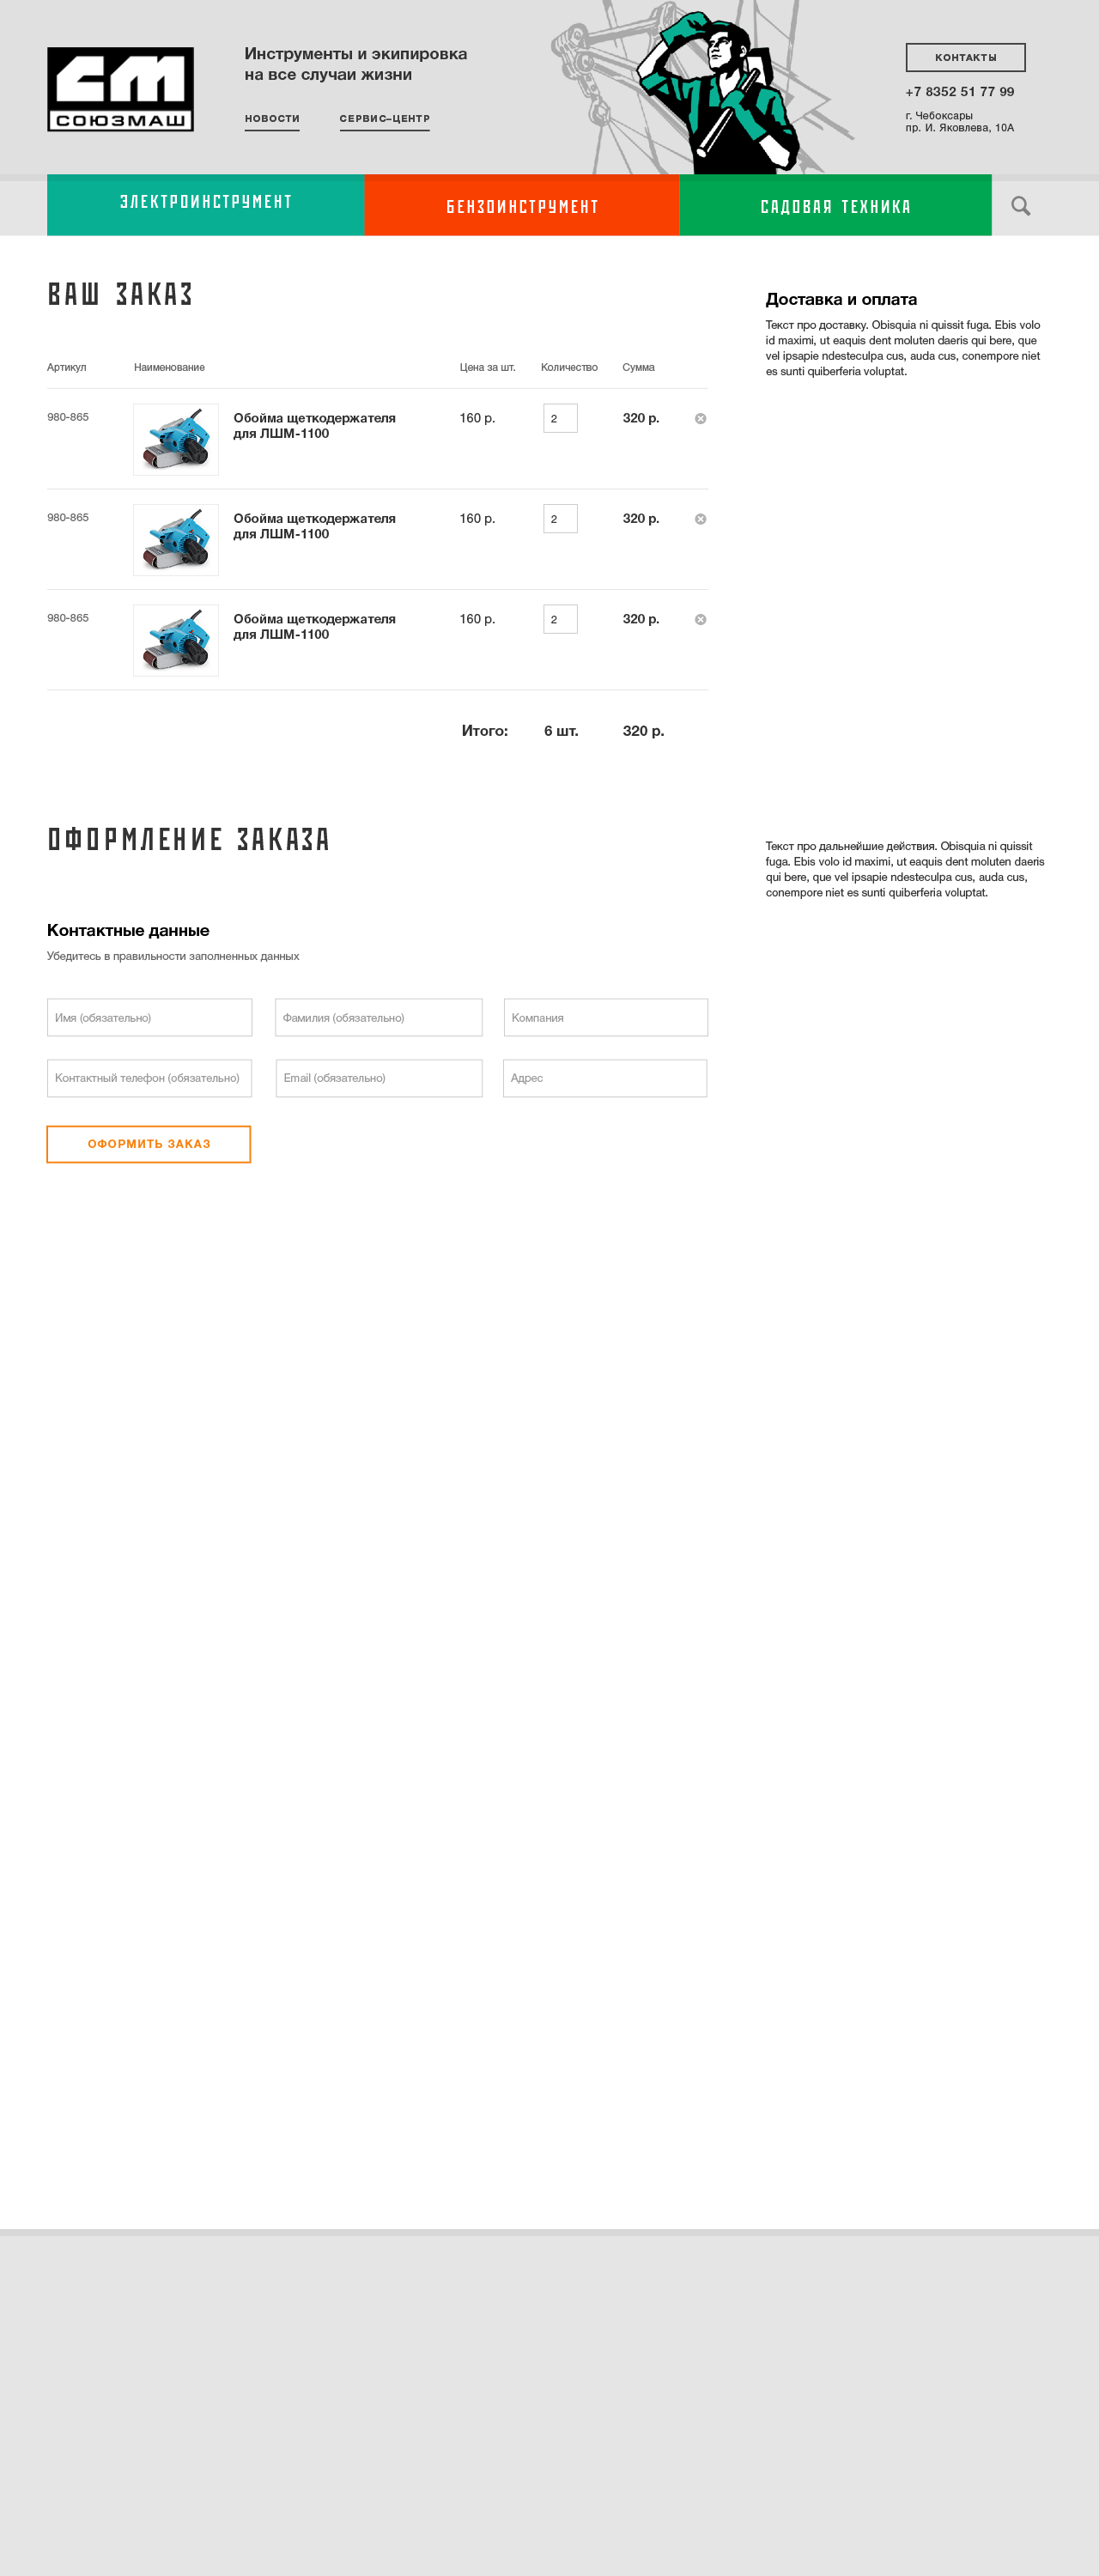 СМ
СОЮЗМАШ
Инструменты и экипировка
на все случаи жизни
НОВОСТИ
СЕРВИС–ЦЕНТР
КОНТАКТЫ
+7 8352 51 77 99
г. Чебоксары
пр. И. Яковлева, 10А
ЭЛЕКТРОИНСТРУМЕНТ
БЕНЗОИНСТРУМЕНТ
САДОВАЯ ТЕХНИКА
ВАШ ЗАКАЗ
Артикул Наименование Цена за шт. Количество Сумма
980-865 Обойма щеткодержателя 160 р. 2 320 р.
для ЛШМ-1100
980-865 Обойма щеткодержателя 160 р. 2 320 р.
для ЛШМ-1100
980-865 Обойма щеткодержателя 160 р. 2 320 р.
для ЛШМ-1100
Итого: 6 шт. 320 р.
Доставка и оплата
Текст про доставку. Obisquia ni quissit fuga. Ebis volo
id maximi, ut eaquis dent moluten daeris qui bere, que
vel ipsapie ndesteculpa cus, auda cus, conempore niet
es sunti quiberferia voluptat.
ОФОРМЛЕНИЕ ЗАКАЗА
Текст про дальнейшие действия. Obisquia ni quissit
fuga. Ebis volo id maximi, ut eaquis dent moluten daeris
qui bere, que vel ipsapie ndesteculpa cus, auda cus,
conempore niet es sunti quiberferia voluptat.
Контактные данные
Убедитесь в правильности заполненных данных
Имя (обязательно)
Фамилия (обязательно)
Компания
Контактный телефон (обязательно)
Email (обязательно)
Адрес
ОФОРМИТЬ ЗАКАЗ